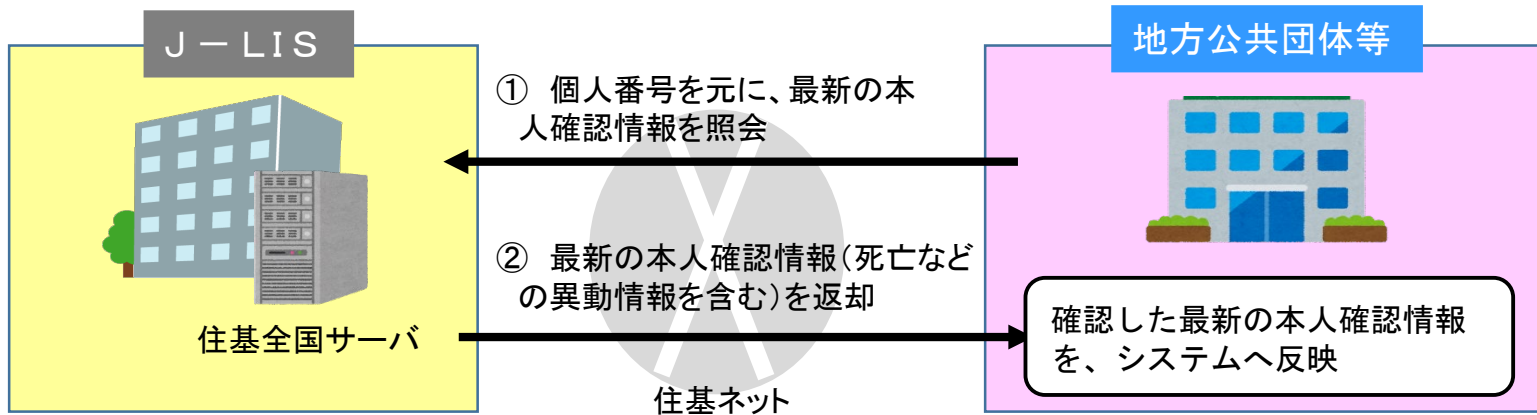 J－LIS
地方公共団体等
① 個人番号を元に、最新の本
人確認情報を照会
② 最新の本人確認情報（死亡など
の異動情報を含む）を返却
住基全国サーバ
確認した最新の本人確認情報
を、システムへ反映
住基ネット